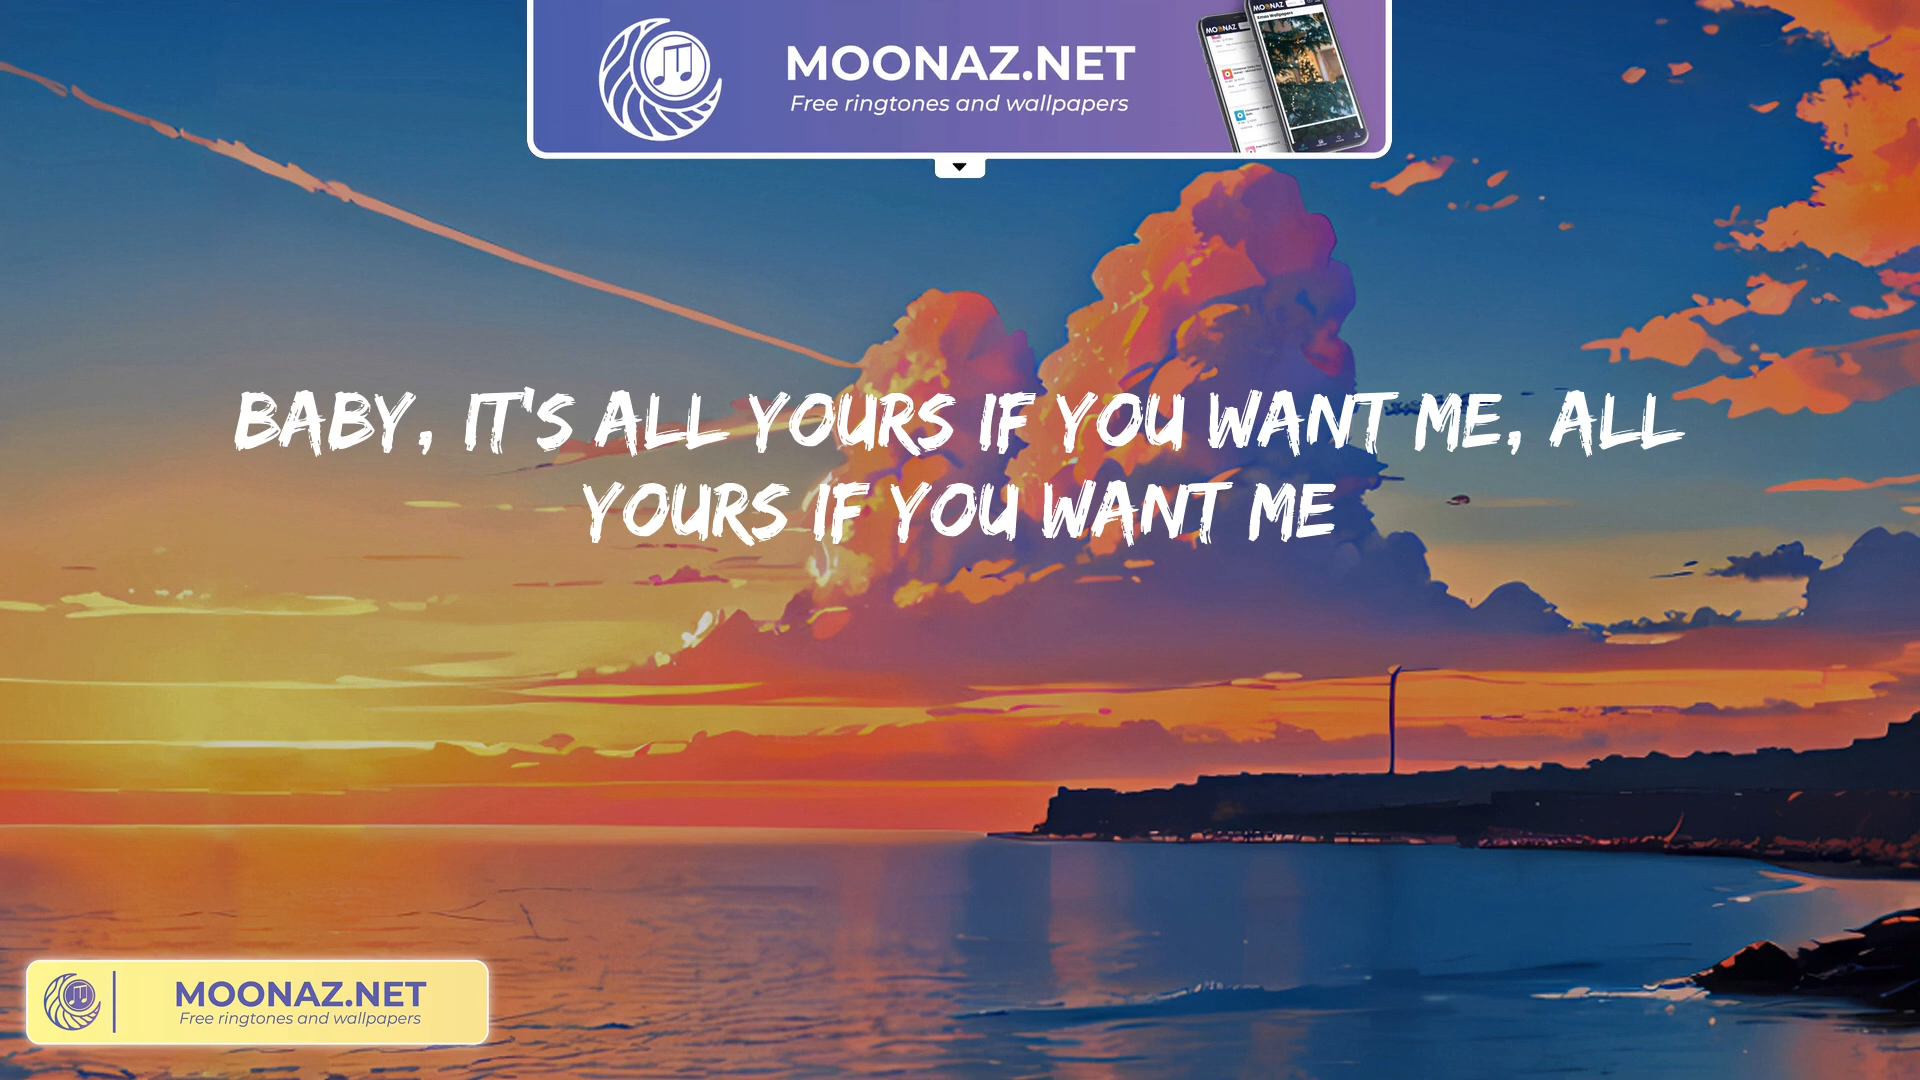 MOONAZ.NET
Free ringtones and wallpapers
BABY, IT'S ALL YOURS IF YOU WANT ME, ALL
YOURS IF YOU WANT ME
MOONAZ.NET
Free ringtones and wallpapers